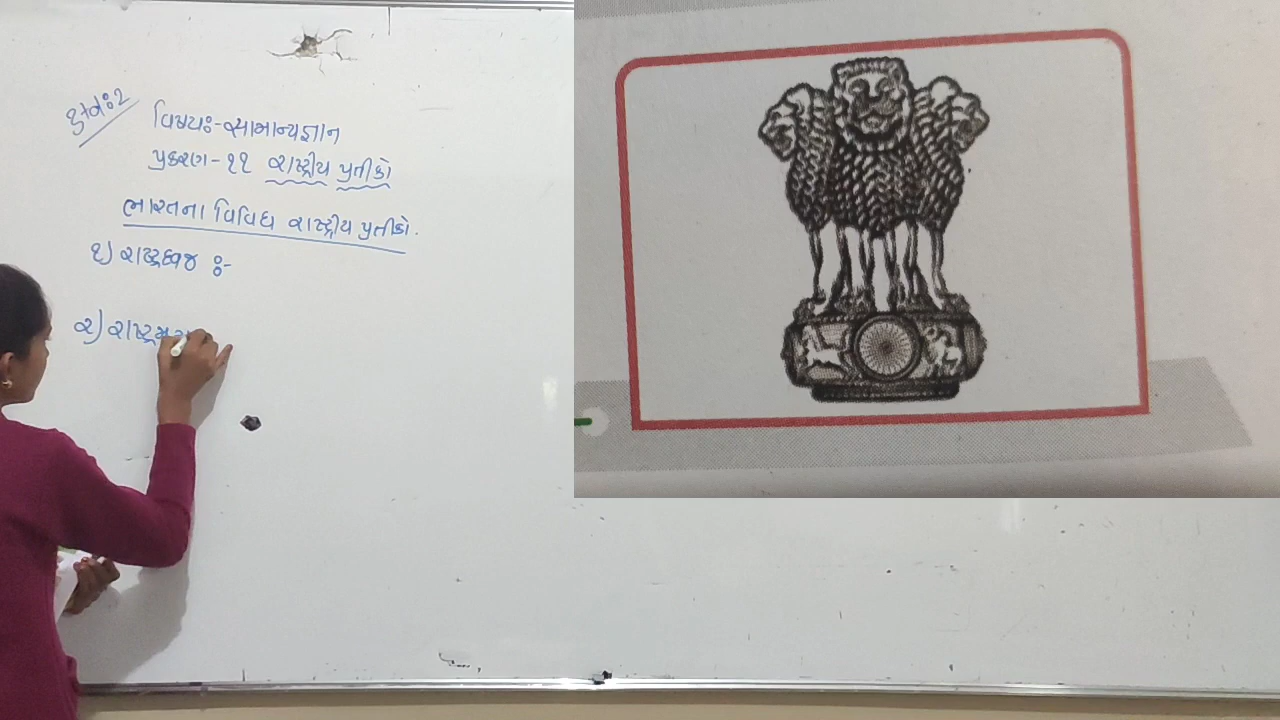 ધોરણઃ૨
વિષયઃ-સામાન્યજ્ઞાન
પ્રકરણ-૧૧ રાષ્ટ્રીય પ્રતીકો
ભારતના વિવિધ રાષ્ટ્રીય પ્રતીકો.
૧) રાષ્ટ્રધ્વજ ઃ-
૨)